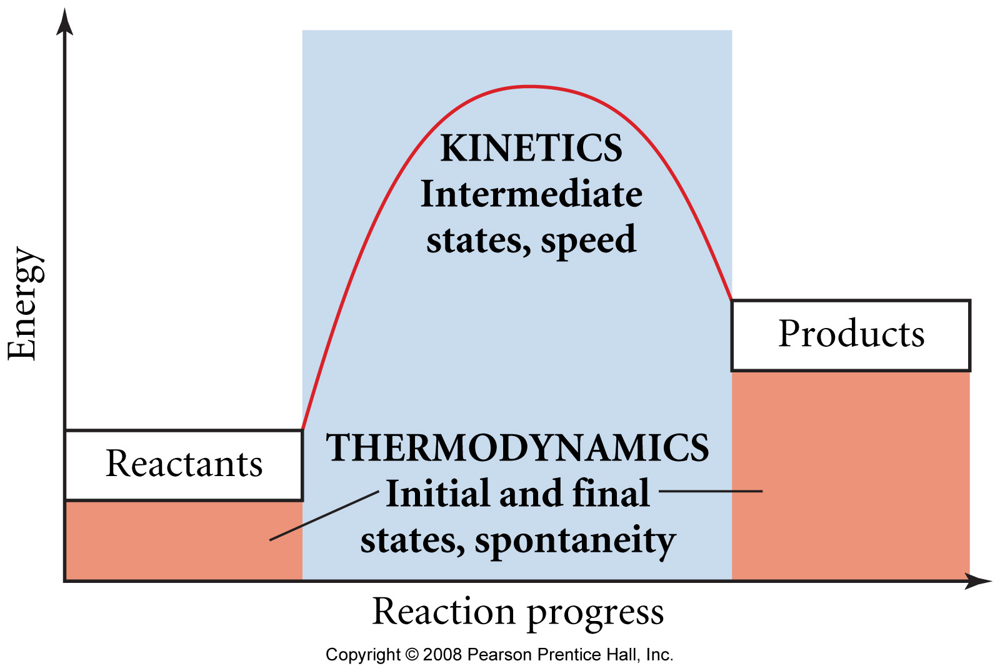 Energy
KINETICS
Intermediate
states, speed
Products
Reactants
THERMODYNAMICS
Initial and final
states, spontaneity
Reaction progress
Copyright © 2008 Pearson Prentice Hall, Inc.